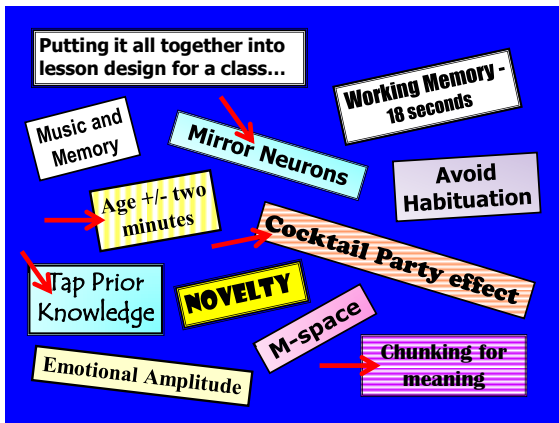 Putting it all together into
lesson design for a class...
Working Memory -
18 seconds
Music and
Memory
Mirror Neurons
Avoid
Habituation
Age +/- two
minutes
Cocktail Party effect
Tap Prior
Knowledge
NOVELTY
M-space
Chunking for
meaning
Emotional Amplitude